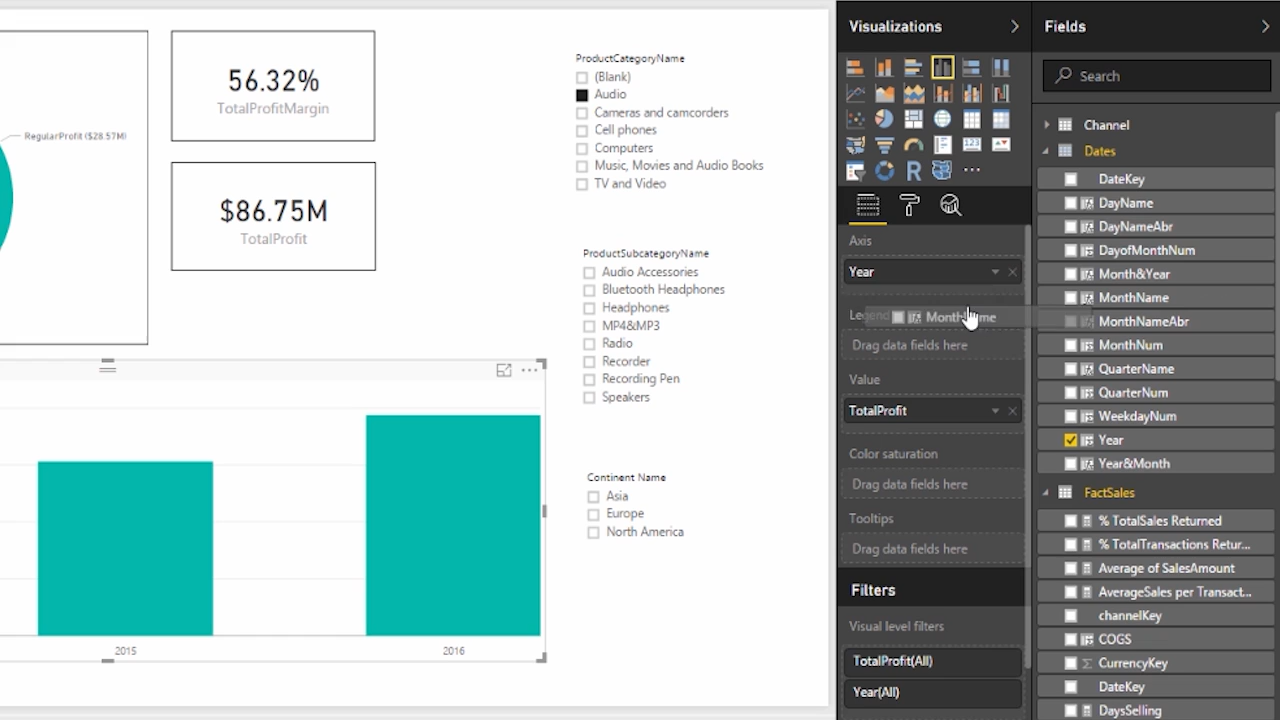 RegularProfit ($28.57M)
56.32%
TotalProfitMargin
$86.75M
TotalProfit
ProductCategoryName
(Blank)
Audio
Cameras and camcorders
Cell phones
Computers
Music, Movies and Audio Books
TV and Video
ProductSubcategoryName
Audio Accessories
Bluetooth Headphones
Headphones
MP4&MP3
Radio
Recorder
Recording Pen
Speakers
Continent Name
Asia
Europe
North America
2015
2016
Visualizations
R
123
Axis
Year
Drag data fields here
Value
TotalProfit
Color saturation
Drag data fields here
Tooltips
Drag data fields here
Filters
Visual level filters
TotalProfit(All)
Year(All)
Fields
Search
Channel
Dates
DateKey
DayName
DayNameAbr
DayofMonthNum
Month&Year
MonthName
MonthNameAbr
MonthNum
QuarterName
QuarterNum
WeekdayNum
Year
Year&Month
FactSales
% TotalSales Returned
% TotalTransactions Retur...
Average of SalesAmount
AverageSales per Transact...
channelKey
COGS
CurrencyKey
DateKey
DaysSelling